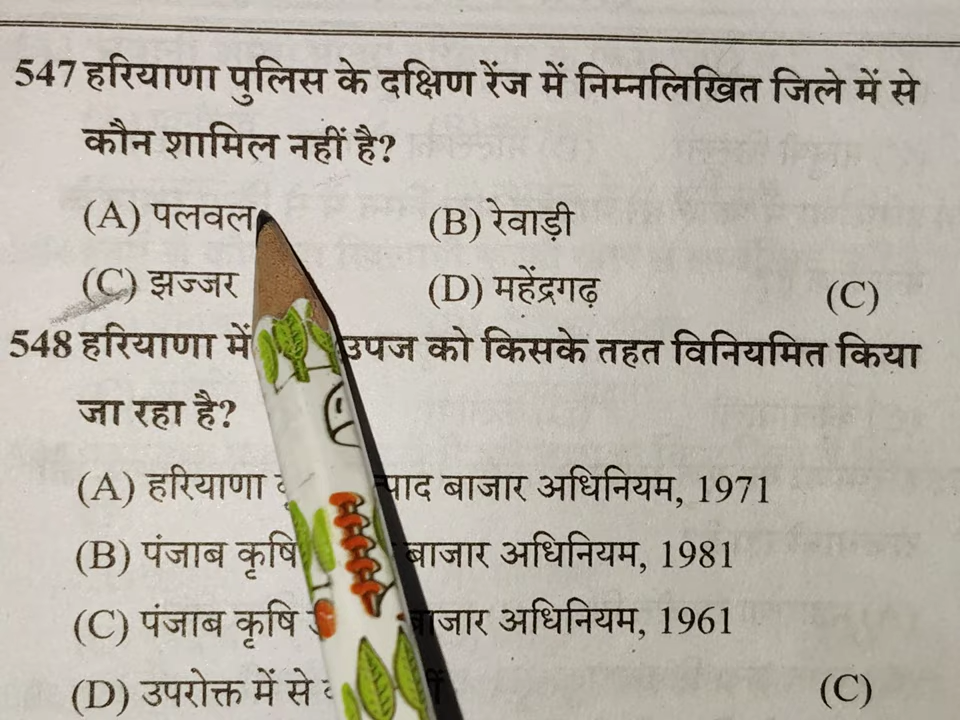 547 हरियाणा पुलिस के दक्षिण रेंज में निम्नलिखित जिले में से
कौन शामिल नहीं है?
(A) पलवल (B) रेवाड़ी
(C) झज्जर (D) महेंद्रगढ़ (C)
548 हरियाणा में उपज को किसके तहत विनियमित किया
जा रहा है?
(A) हरियाणा बाजार अधिनियम, 1971
(B) पंजाब कृषि बाजार अधिनियम, 1981
(C) पंजाब कृषि बाजार अधिनियम, 1961
(D) उपरोक्त में से (C)